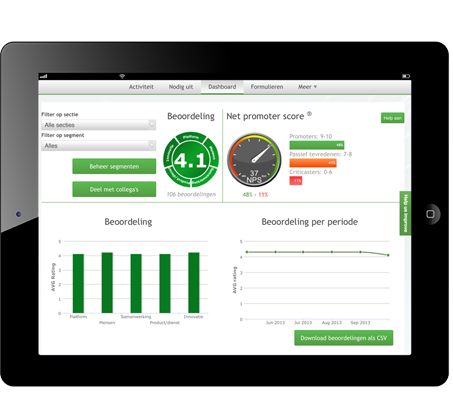 Activiteit Nodig uit Dashboard Formulieren Meer
Filter op sectie
Alle secties
Filter op segment
Alles
Beheer segmenten
Deel met collega's
Beoordeling
Platform
4.1
106 beoordelingen
Net promoter score ®
Help aan
37
NPS
48% - 11%
Promoters: 9-10
48%
Passief tevredenen: 7-8
Criticasters: 0-6
11%
Help us improve
Beoordeling
AVG Rating
5
4
3
2
1
0
Platform
Mensen
Samenwerking
Product/dienst
Innovatie
Beoordeling per periode
AVG rating
5
4
3
2
1
0
Jun 2013 Jul 2013 Aug 2013 Sep 2013
Download beoordelingen als CSV